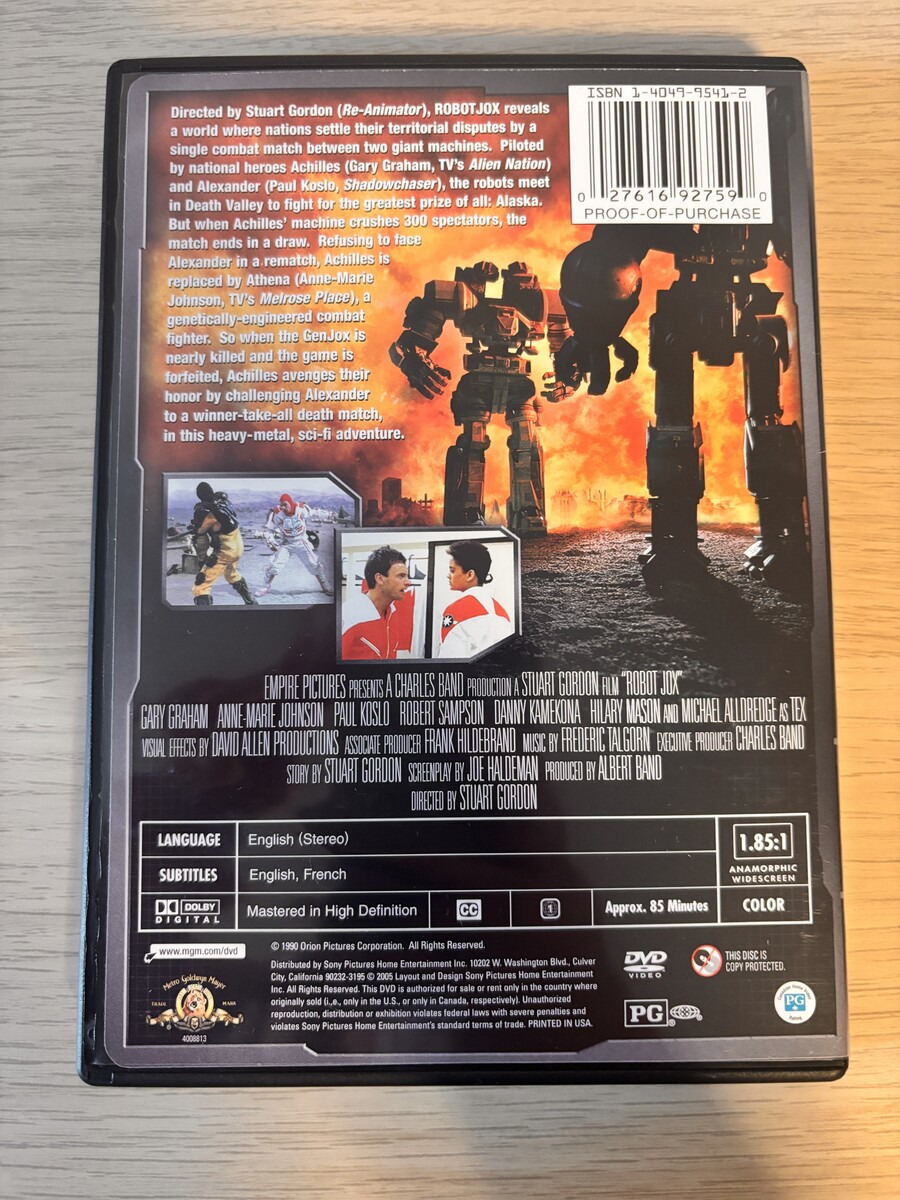 Directed by Stuart Gordon (Re-Animator), ROBOTJOX reveals
a world where nations settle their territorial disputes by a
single combat match between two giant machines. Piloted
by national heroes Achilles (Gary Graham, TV's Alien Nation)
and Alexander (Paul Koslo, Shadowchaser), the robots meet
in Death Valley to fight for the greatest prize of all: Alaska.
But when Achilles' machine crushes 300 spectators, the
match ends in a draw. Refusing to face
Alexander in a rematch, Achilles is
replaced by Athena (Anne-Marie
Johnson, TV's Melrose Place), a
genetically-engineered combat
fighter. So when the GenJox is
nearly killed and the game is
forfeited, Achilles avenges their
honor by challenging Alexander
to a winner-take-all death match,
in this heavy-metal, sci-fi adventure.
ISBN 1-4049-9541-2
0 27616 92759 0
PROOF-OF-PURCHASE
EMPIRE PICTURES PRESENTS A CHARLES BAND PRODUCTION A STUART GORDON FILM "ROBOT JOX"
GARY GRAHAM ANNE-MARIE JOHNSON PAUL KOSLO ROBERT SAMPSON DANNY KAMEKONA HILARY MASON AND MICHAEL ALLDREDGE AS TEX
VISUAL EFFECTS BY DAVID ALLEN PRODUCTIONS ASSOCIATE PRODUCER FRANK HILDEBRAND MUSIC BY FREDERIC TALGORN EXECUTIVE PRODUCER CHARLES BAND
STORY BY STUART GORDON SCREENPLAY BY JOE HALDEMAN PRODUCED BY ALBERT BAND
DIRECTED BY STUART GORDON
LANGUAGE English (Stereo)
SUBTITLES English, French
1.85:1
ANAMORPHIC
WIDESCREEN
DOLBY
DIGITAL
Mastered in High Definition
CC
1
Approx. 85 Minutes
COLOR
www.mgm.com/dvd
© 1990 Orion Pictures Corporation. All Rights Reserved.
Distributed by Sony Pictures Home Entertainment Inc. 10202 W. Washington Blvd., Culver
City, California 90232-3195 © 2005 Layout and Design Sony Pictures Home Entertainment
Inc. All Rights Reserved. This DVD is authorized for sale or rent only in the country where
originally sold (i.e., only in the U.S., or only in Canada, respectively). Unauthorized
reproduction, distribution or exhibition violates federal laws with severe penalties and
violates Sony Pictures Home Entertainment's standard terms of trade. PRINTED IN USA.
Metro Goldwyn Mayer
TRADE MARK
4008813
DVD
VIDEO
THIS DISC IS
COPY PROTECTED.
PG
Canadian Home Video
PG
Rating